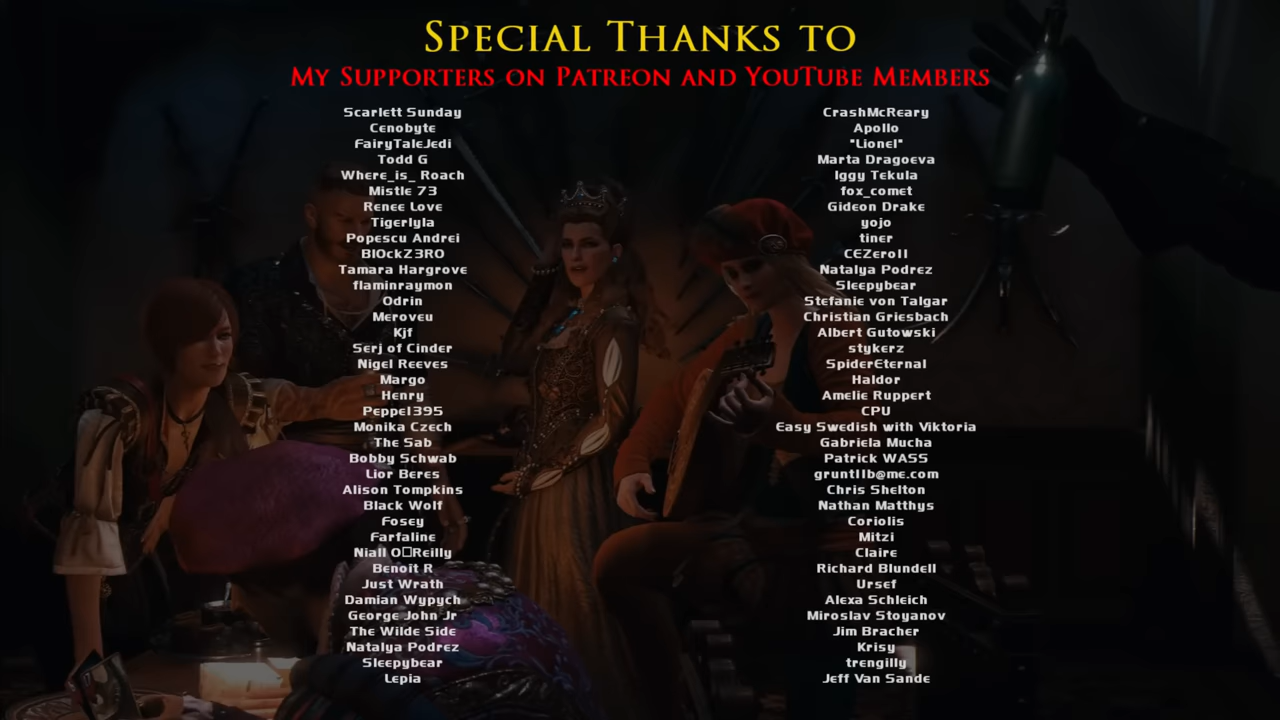 Special Thanks to
My Supporters on Patreon and YouTube Members
Scarlett Sunday
Cenobyte
FairyTaleJedi
Todd G
Where_is_ Roach
Mistle 73
Renee Love
Tigerlyla
Popescu Andrei
BlOckZ3RO
Tamara Hargrove
flaminraymon
Odrin
Meroveu
Kjf
Serj of Cinder
Nigel Reeves
Margo
Henry
Peppe1395
Monika Czech
The Sab
Bobby Schwab
Lior Beres
Alison Tompkins
Black Wolf
Fosey
Farfaline
Niall O□Reilly
Benoit R
Just Wrath
Damian Wypych
George John Jr
The Wilde Side
Natalya Podrez
Sleepybear
Lepia
CrashMcReary
Apollo
"Lionel"
Marta Dragoeva
Iggy Tekula
fox_comet
Gideon Drake
yojo
tiner
CEZero11
Natalya Podrez
Sleepybear
Stefanie von Talgar
Christian Griesbach
Albert Gutowski
stykerz
SpiderEternal
Haldor
Amelie Ruppert
CPU
Easy Swedish with Viktoria
Gabriela Mucha
Patrick WASS
grunt11b@me.com
Chris Shelton
Nathan Matthys
Coriolis
Mitzi
Claire
Richard Blundell
Ursef
Alexa Schleich
Miroslav Stoyanov
Jim Bracher
Krisy
trengilly
Jeff Van Sande